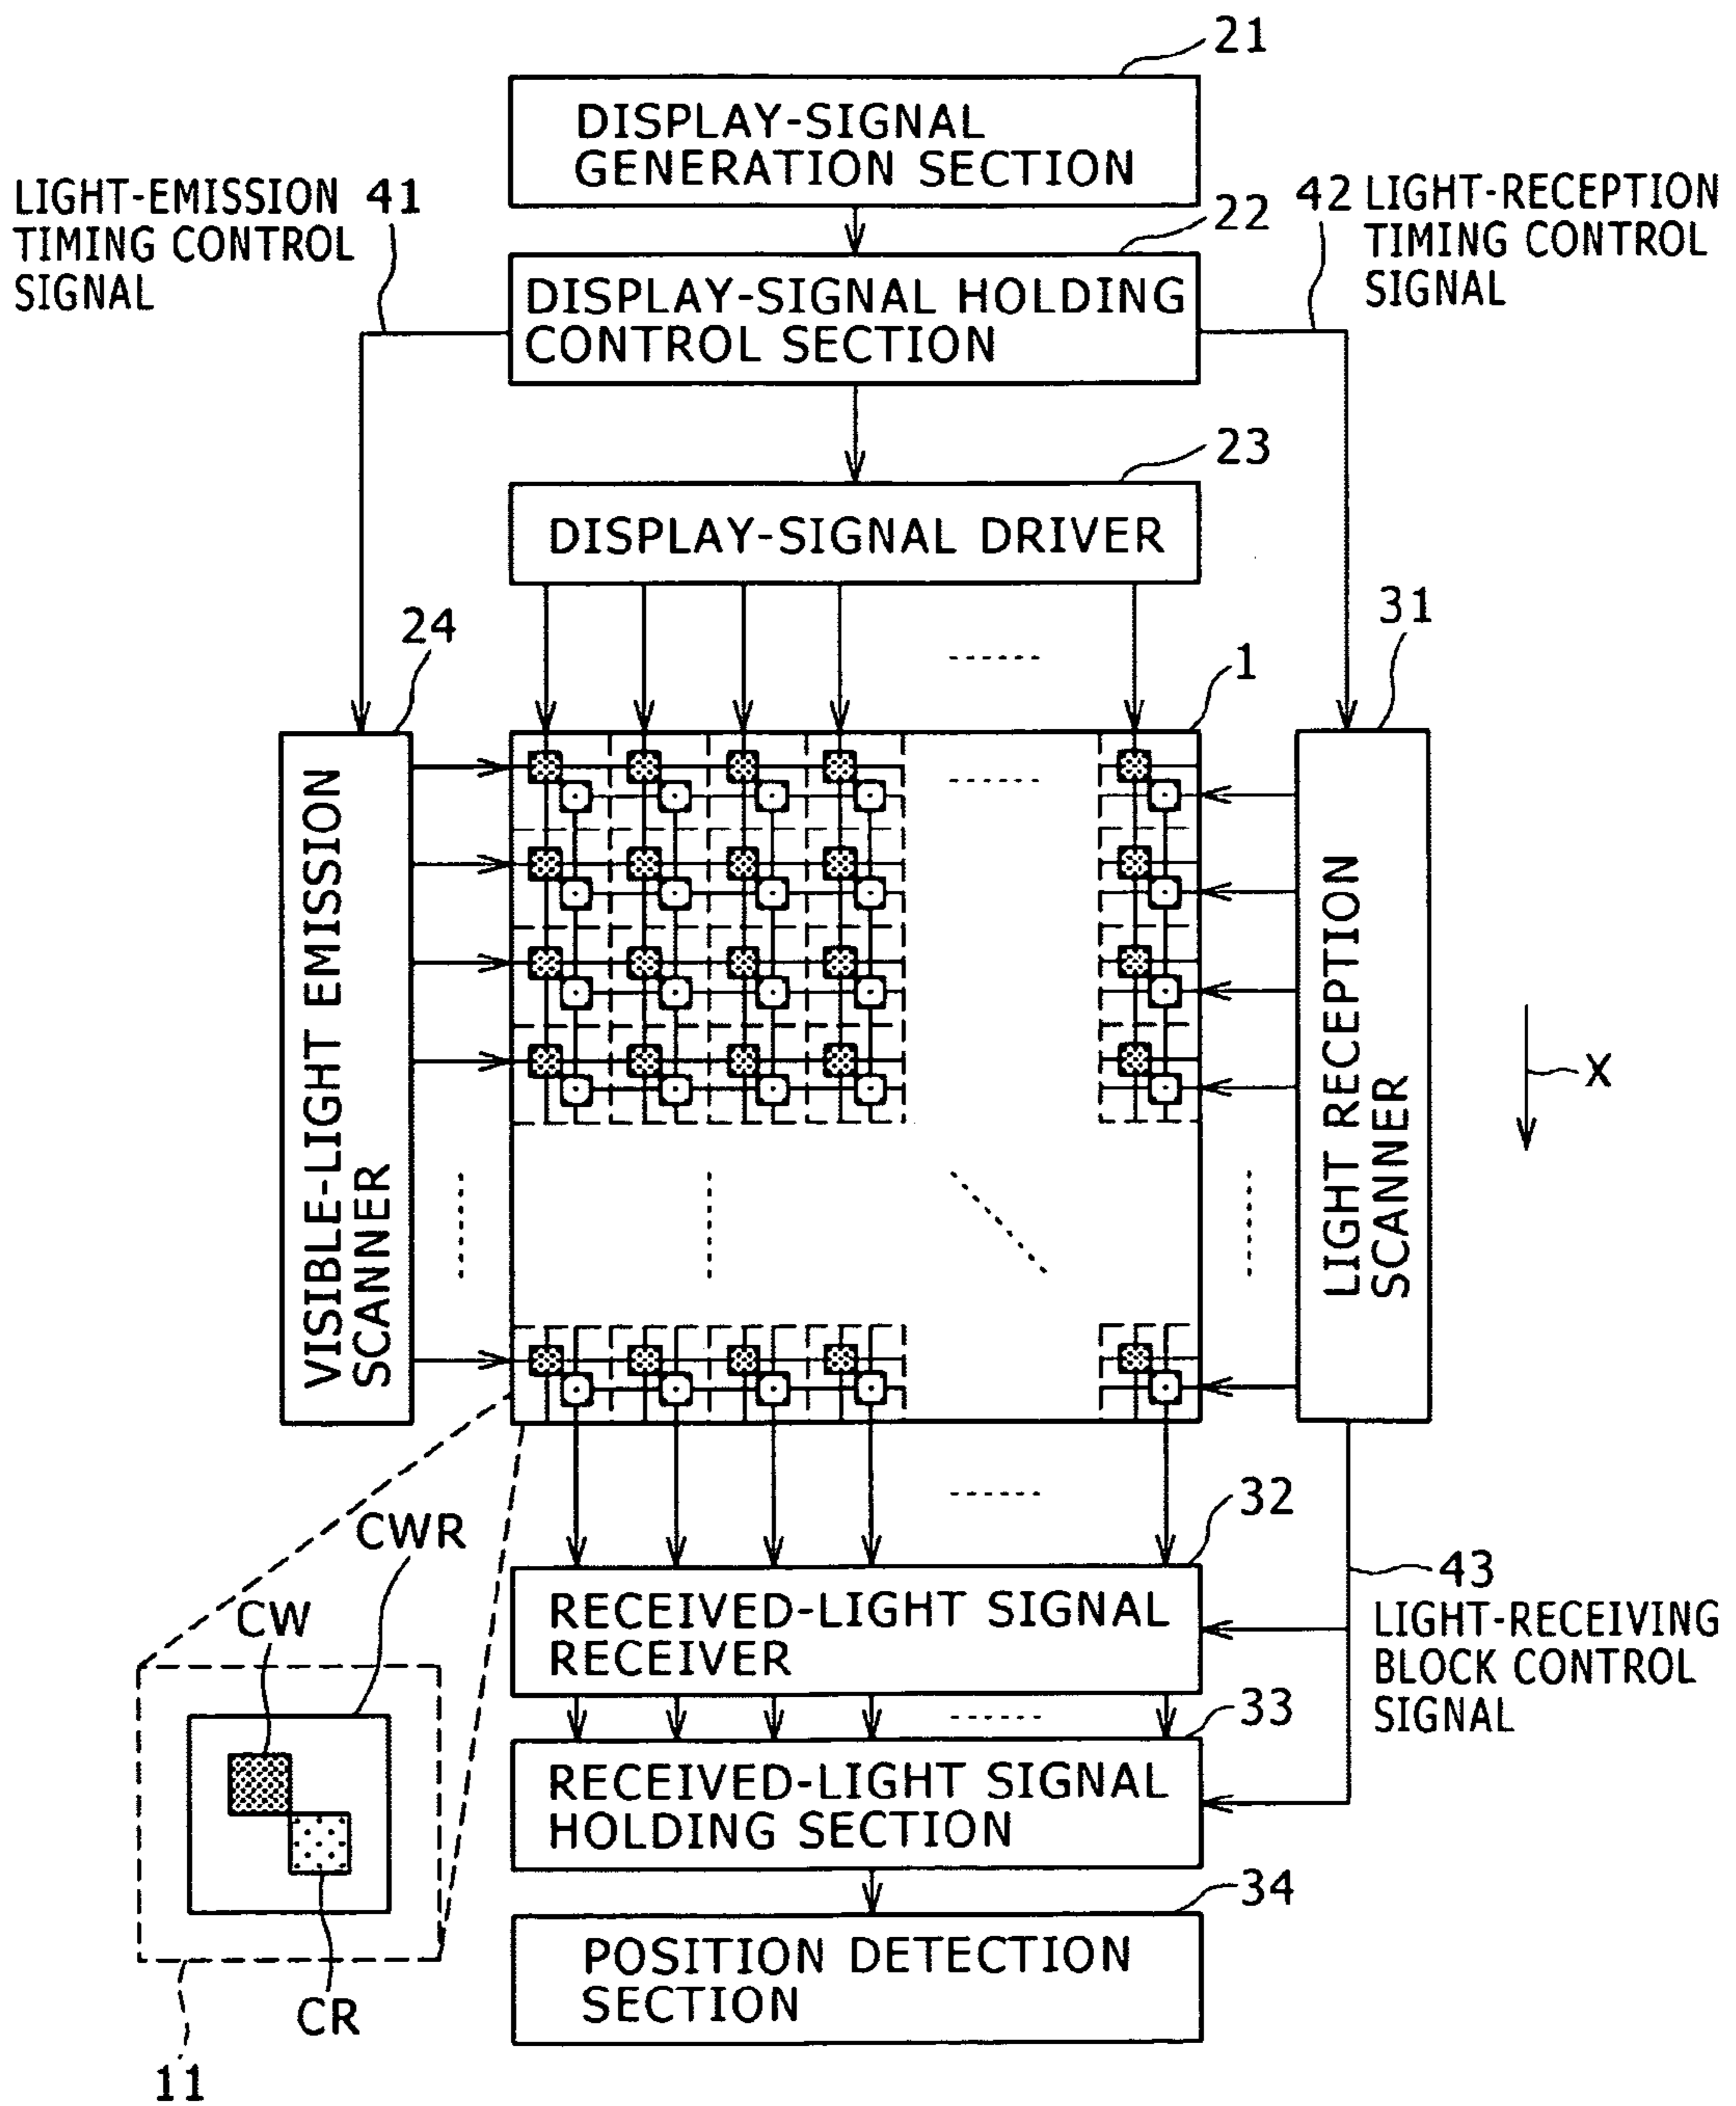 21
DISPLAY-SIGNAL
GENERATION SECTION
LIGHT-EMISSION
TIMING CONTROL
SIGNAL
41
22
42
LIGHT-RECEPTION
TIMING CONTROL
SIGNAL
DISPLAY-SIGNAL HOLDING
CONTROL SECTION
23
DISPLAY-SIGNAL DRIVER
24
1
31
VISIBLE-LIGHT EMISSION
SCANNER
LIGHT RECEPTION
SCANNER
X
32
CWR
CW
CR
11
RECEIVED-LIGHT SIGNAL
RECEIVER
43
LIGHT-RECEIVING
BLOCK CONTROL
SIGNAL
33
RECEIVED-LIGHT SIGNAL
HOLDING SECTION
34
POSITION DETECTION
SECTION